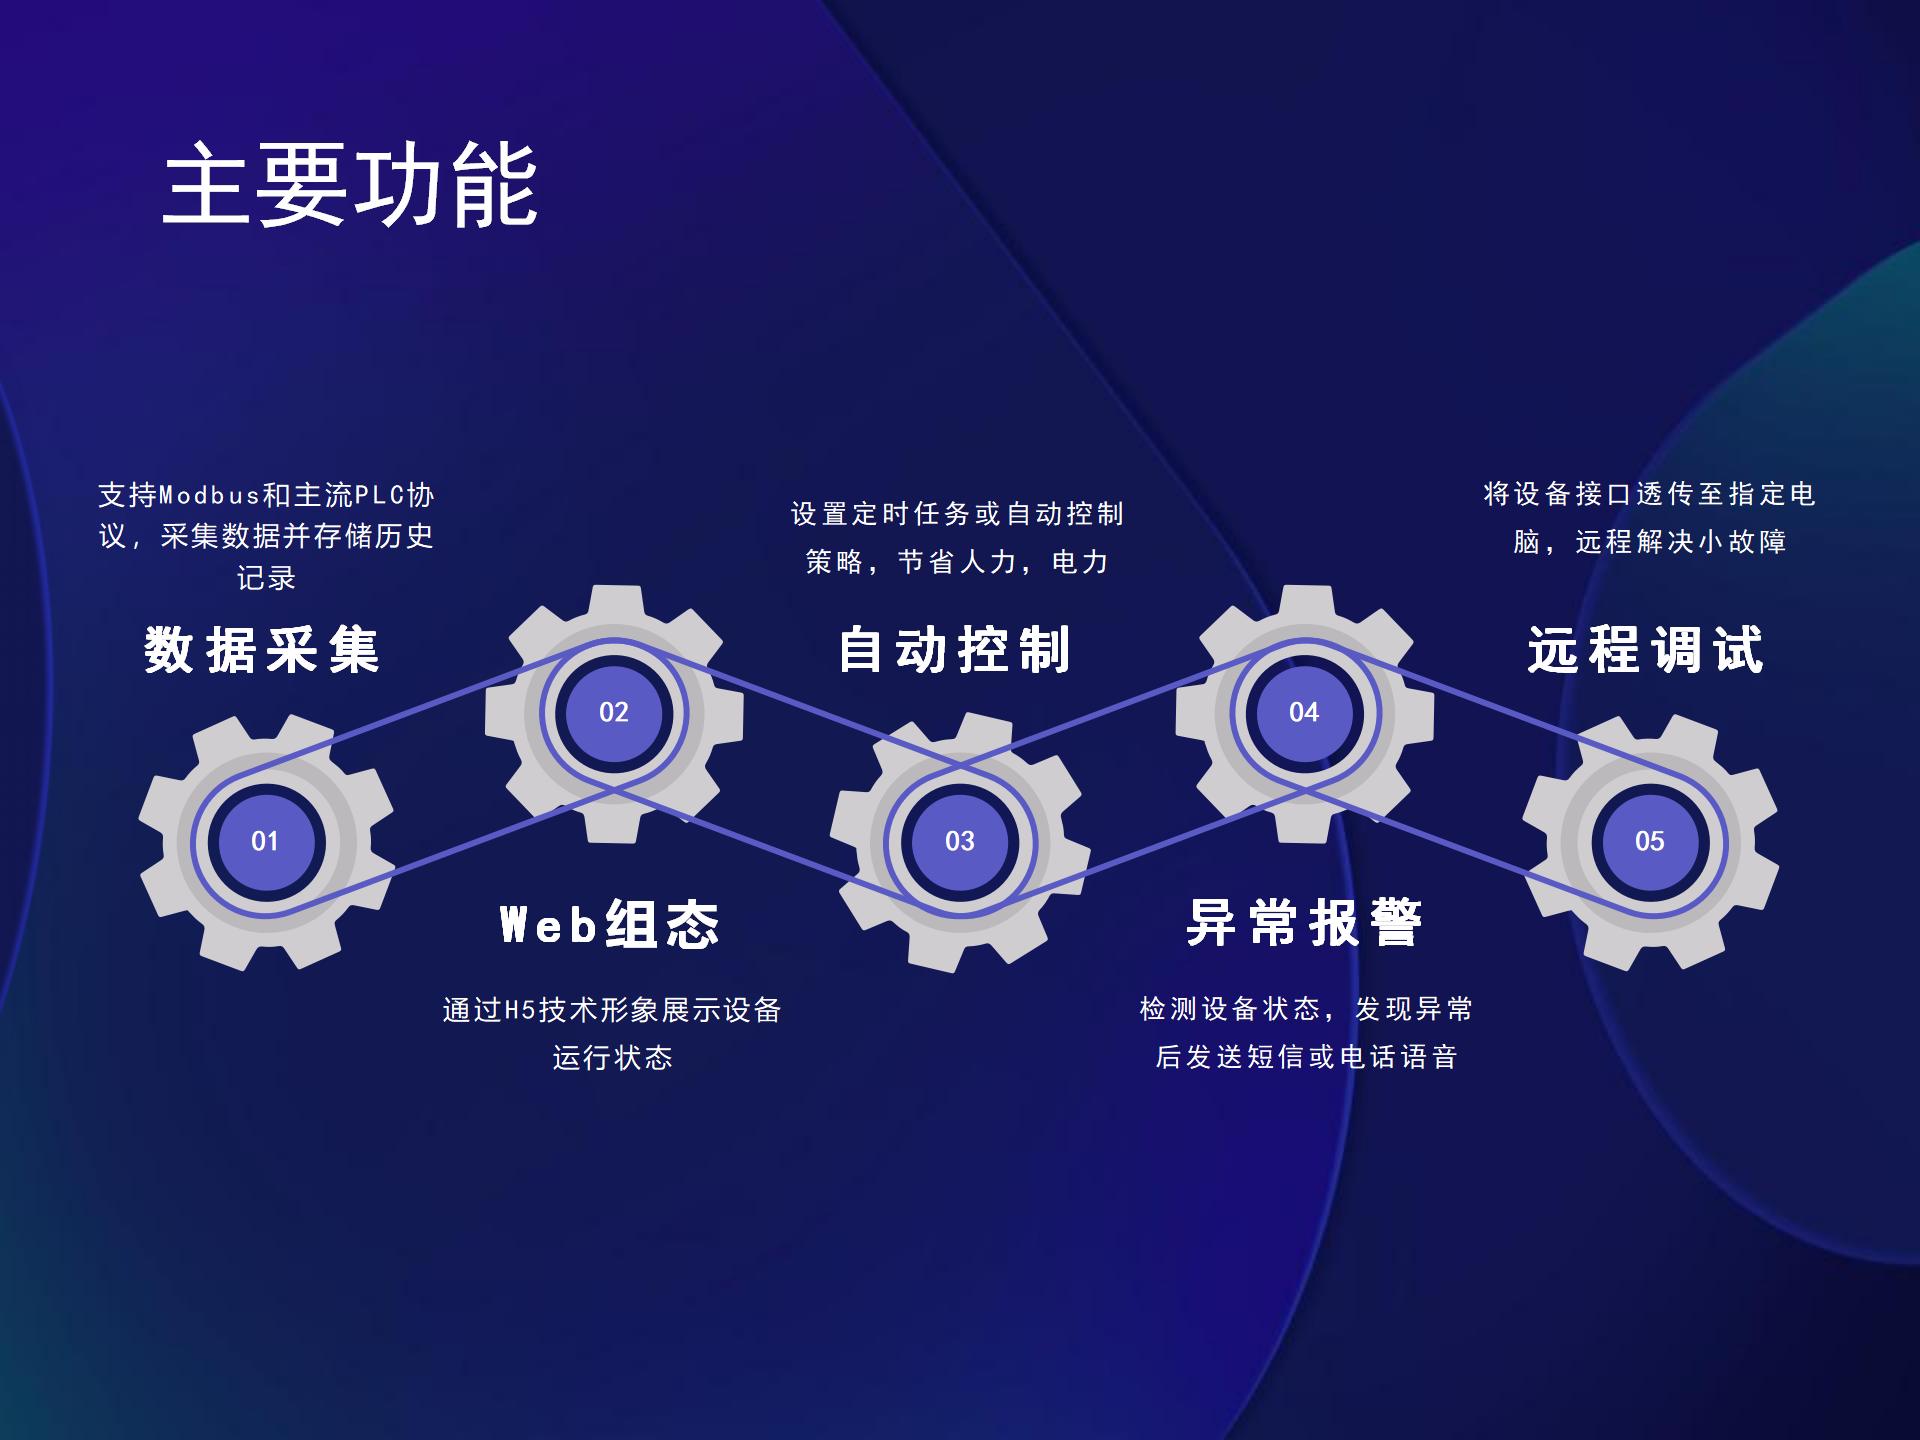 主要功能
支持Modbus和主流PLC协
议，采集数据并存储历史
记录
数据采集
01
02
Web组态
通过H5技术形象展示设备
运行状态
设置定时任务或自动控制
策略，节省人力，电力
自动控制
03
04
异常报警
检测设备状态，发现异常
后发送短信或电话语音
将设备接口透传至指定电
脑，远程解决小故障
远程调试
05